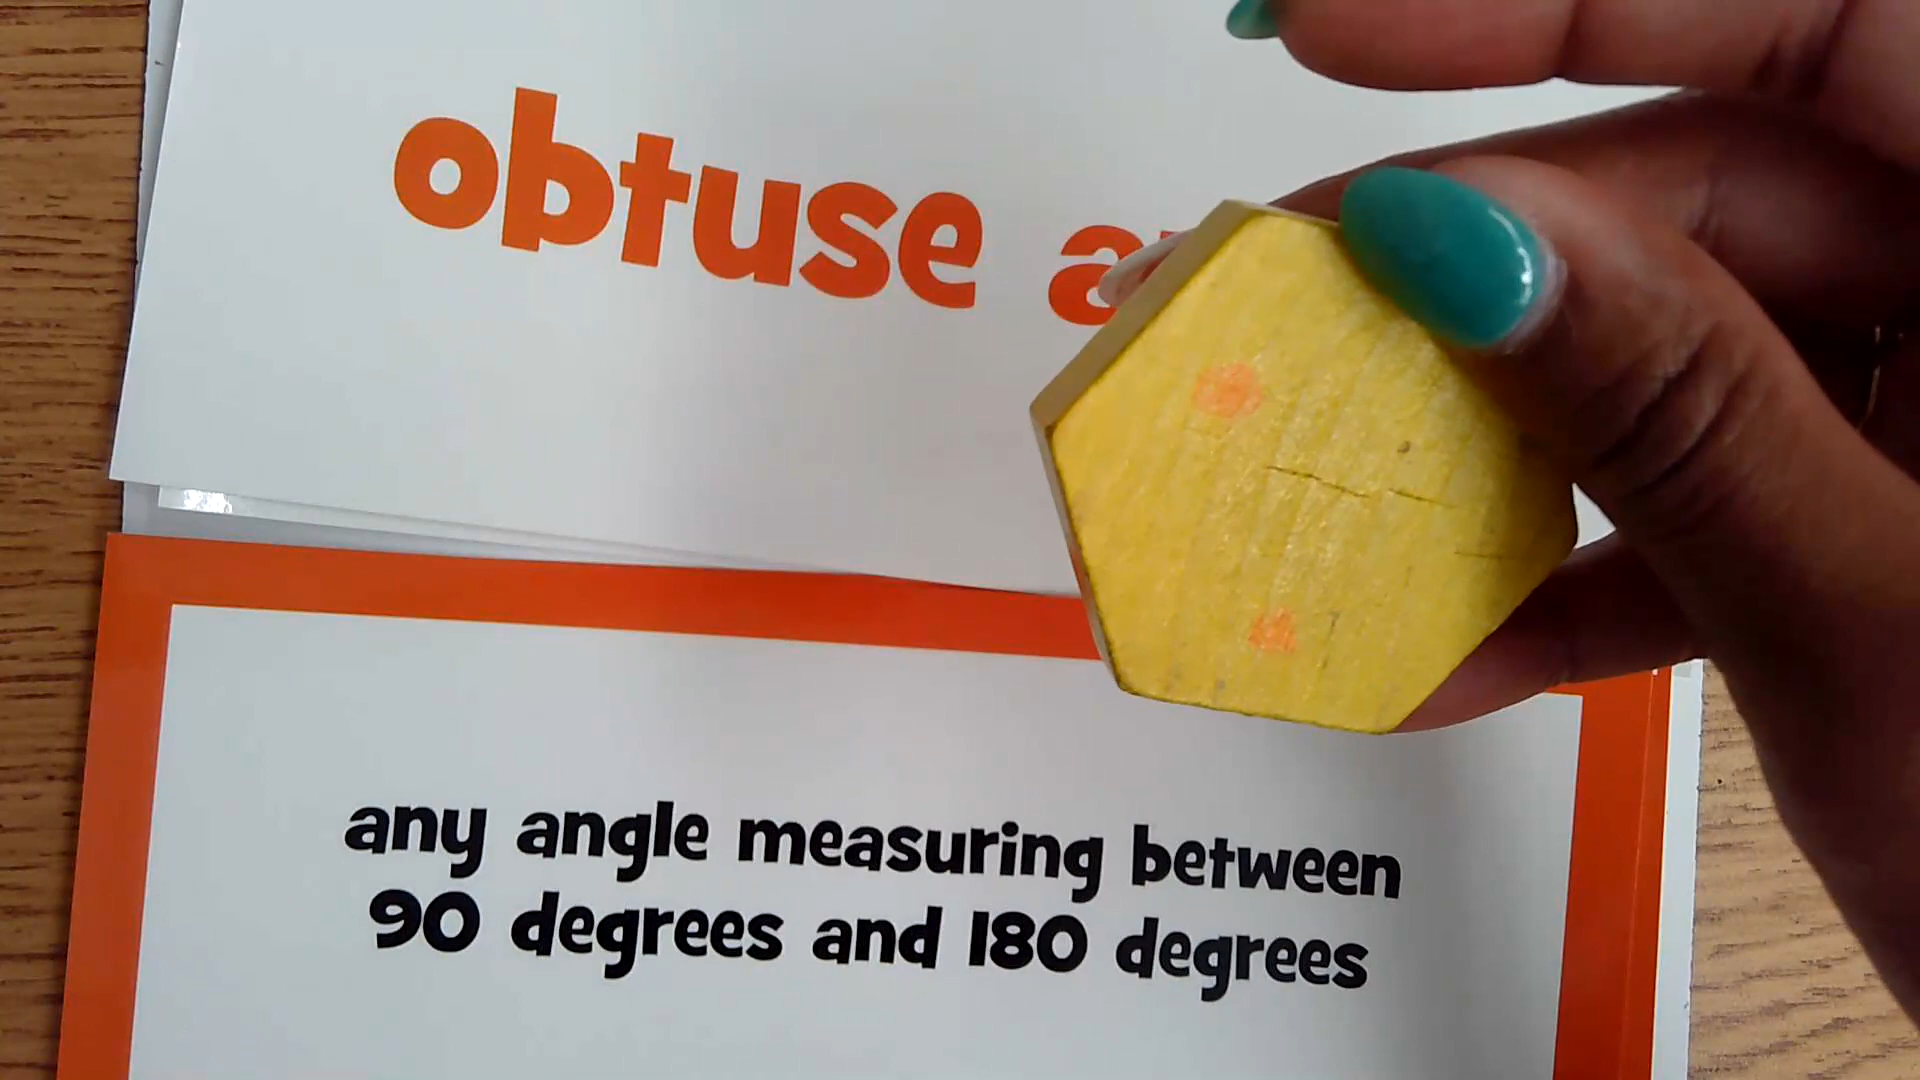 obtuse a
any angle measuring between
90 degrees and 180 degrees